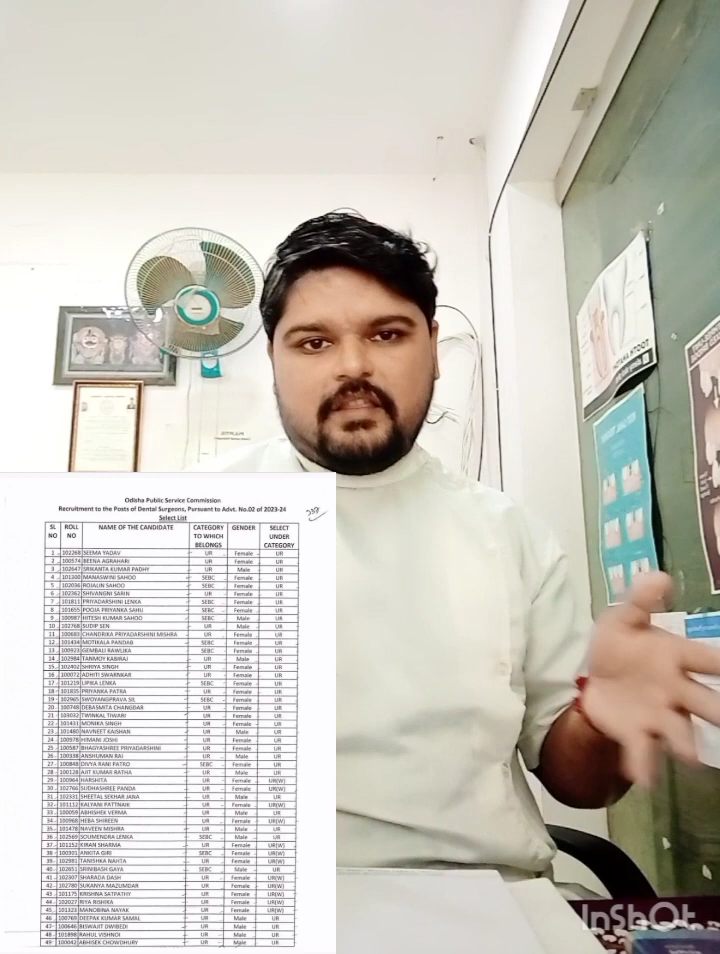 Odisha Public Service Commission
Recruitment to the Posts of Dental Surgeons, Pursuant to Advt. No.02 of 2023-24
Select List
SL NO ROLL NO NAME OF THE CANDIDATE CATEGORY TO WHICH BELONGS GENDER SELECT UNDER CATEGORY
1 102268 SEEMA YADAV UR Female UR
2 100574 BEENA AGRAHARI UR Female UR
3 102647 SRIKANTA KUMAR PADHY UR Male UR
4 101100 MANASWINI SAHOO SEBC Female UR
5 102036 ROJALIN SAHOO SEBC Female UR
6 102362 SHIVANGNI SARIN UR Female UR
7 101811 PRIYADARSHINI LENKA SEBC Female UR
8 101655 POOJA PRIYANKA SAHU SEBC Female UR
9 100987 HITESH KUMAR SAHOO SEBC Male UR
10 102768 SUDIP SEN UR Male UR
11 100683 CHANDRIKA PRIYADARSHINI MISHRA UR Female UR
12 101434 MOTIKALA PANDAB SEBC Female UR
13 100923 GEMBALI RAWLIKA SEBC Female UR
14 102984 TANMOY KABIRAJ UR Male UR
15 102402 SHRIYA SINGH UR Female UR
16 100072 ADHITI SWARNKAR UR Female UR
17 101219 LIPIKA LENKA SEBC Female UR
18 101835 PRIYANKA PATRA UR Female UR
19 102965 SWOYANGPRAVA SIL SEBC Female UR
20 100748 DEBASMITA CHANGDAR UR Female UR
21 103032 TWINKAL TIWARI UR Female UR
22 101431 MONIKA SINGH UR Female UR
23 101480 NAVNEET KAISHAN UR Male UR
24 100978 HIMANI JOSHI UR Female UR
25 100587 BHAGYASHREE PRIYADARSHINI UR Female UR
26 100338 ANSHUMAN RAI UR Male UR
27 100848 DIVYA RANI PATRO SEBC Female UR
28 100128 AJIT KUMAR RATHA UR Male UR
29 100964 HARSHITA UR Female UR(W)
30 102766 SUDHASHREE PANDA UR Female UR(W)
31 102331 SHEETAL SEKHAR JANA UR Male UR
32 101112 KALYANI PATTNAIK UR Female UR(W)
33 100059 ABHISHEK VERMA UR Male UR
34 100968 HEBA SHIREEN UR Female UR(W)
35 101478 NAVEEN MISHRA UR Male UR
36 102569 SOUMENDRA LENKA SEBC Male UR
37 101152 KIRAN SHARMA UR Female UR(W)
38 100301 ANKITA GIRI SEBC Female UR(W)
39 102981 TANISHKA NAHTA UR Female UR(W)
40 102651 SRINIBASH GAYA SEBC Male UR
41 102307 SHARADA DASH UR Female UR(W)
42 102780 SUKANYA MAZUMDAR UR Female UR(W)
43 101175 KRISHNA SATPATHY UR Female UR(W)
44 102027 RIYA RISHIKA UR Female UR(W)
45 101323 MANOBINA NAYAK UR Female UR(W)
46 100769 DEEPAK KUMAR SAMAL UR Male UR
47 100646 BISWAJIT DWIBEDI UR Male UR
48 101898 RAHUL VISHNOI UR Male UR
49 100042 ABHISEK CHOWDHURY UR Male UR
InShOt